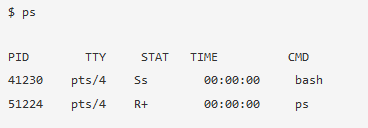 $ ps
PID TTY STAT TIME CMD
41230 pts/4 Ss 00:00:00 bash
51224 pts/4 R+ 00:00:00 ps